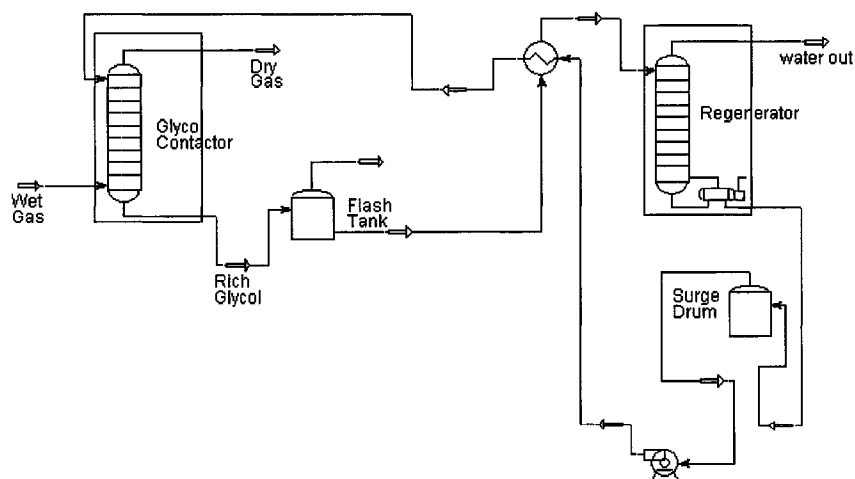 Dry
Gas
water out
Glyco
Contactor
Regenerator
Wet
Gas
Flash
Tank
Rich
Glycol
Surge
Drum